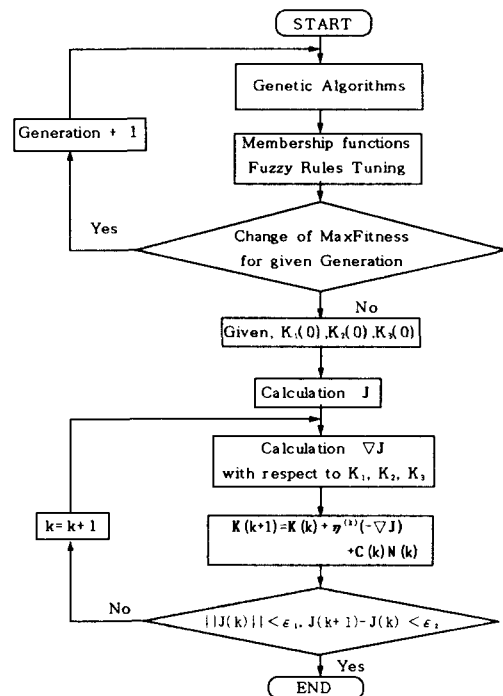 START
Genetic Algorithms
Generation + 1
Membership functions
Fuzzy Rules Tuning
Yes
Change of MaxFitness
for given Generation
No
Given, K₁(0),K₂(0),K₃(0)
Calculation J
Calculation ▽J
with respect to K₁, K₂, K₃
k=k+1
K(k+1)=K(k)+η⁽ᵏ⁾(-▽J)
+C(k)N(k)
No
||J(k)||<ε₁, J(k+1)-J(k) <ε₂
Yes
END